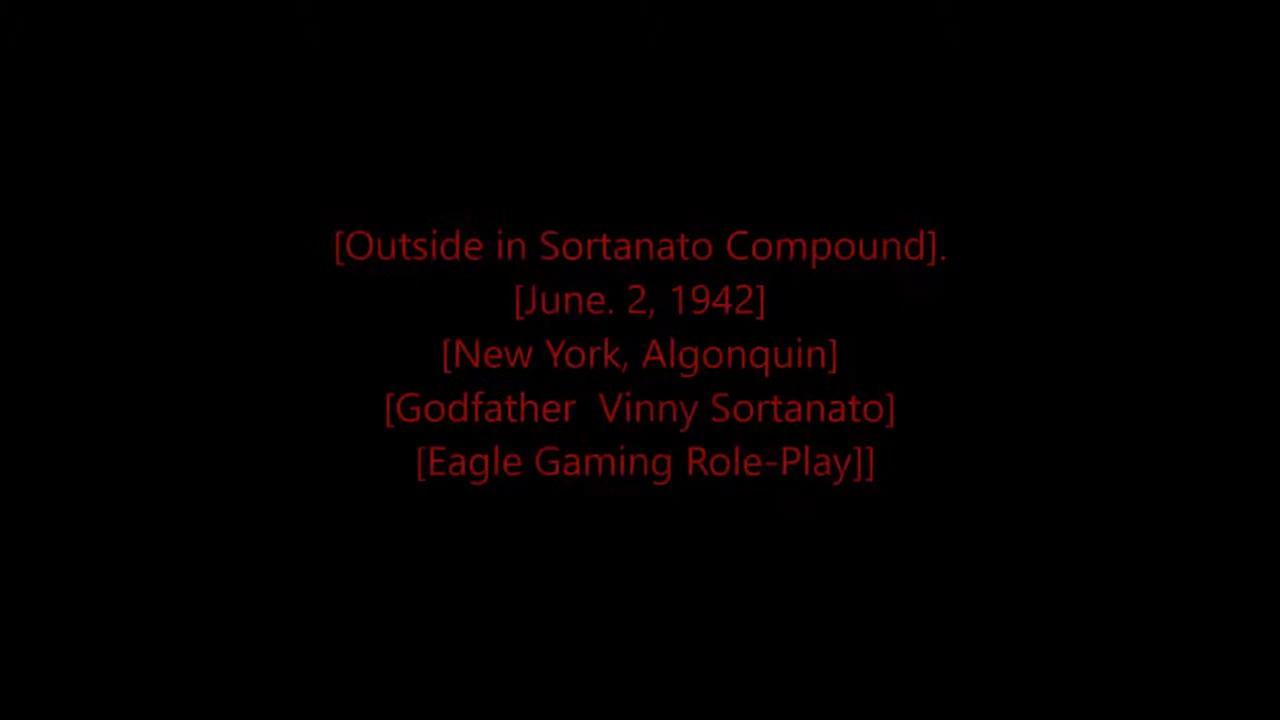 [Outside in Sortanato Compound].
[June. 2, 1942]
[New York, Algonquin]
[Godfather  Vinny Sortanato]
[Eagle Gaming Role-Play]]